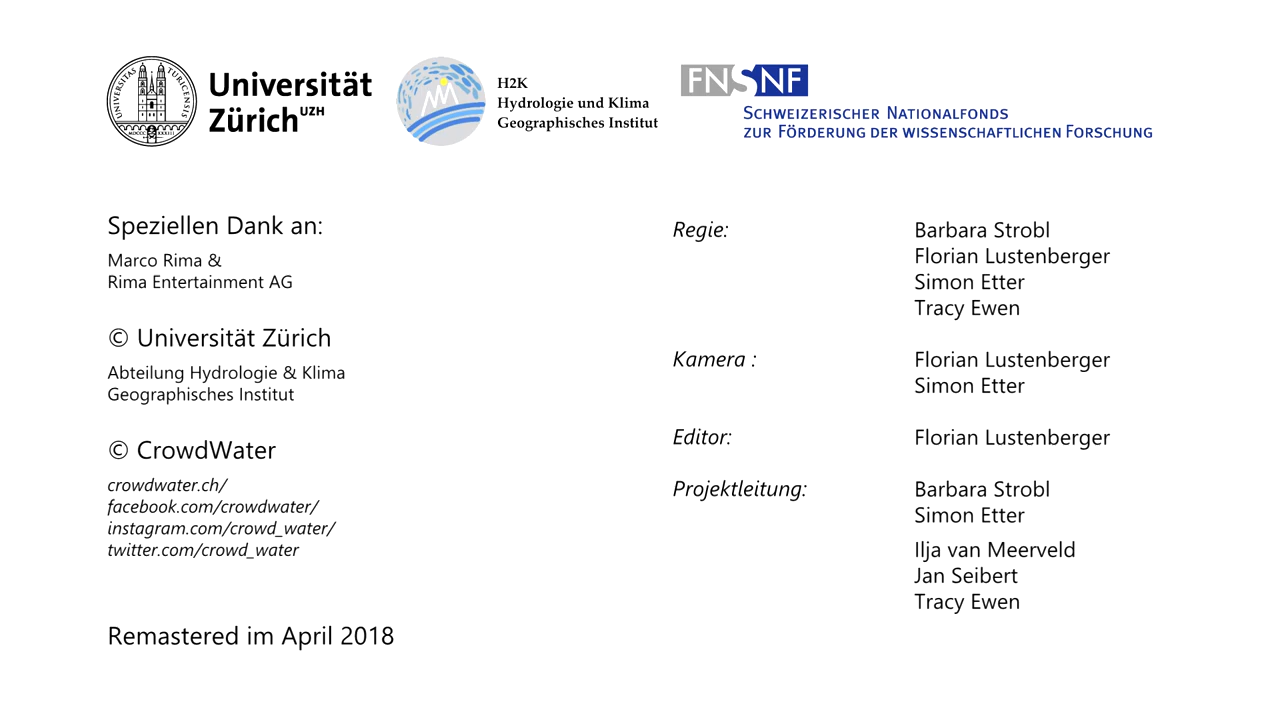 UNIVERSITAS TURICENSIS
MDCCC XXXIII
Universität
Zürich UZH
H2K
Hydrologie und Klima
Geographisches Institut
FNSNF
SCHWEIZERISCHER NATIONALFONDS
ZUR FÖRDERUNG DER WISSENSCHAFTLICHEN FORSCHUNG
Speziellen Dank an:
Marco Rima &
Rima Entertainment AG
© Universität Zürich
Abteilung Hydrologie & Klima
Geographisches Institut
© CrowdWater
crowdwater.ch/
facebook.com/crowdwater/
instagram.com/crowd_water/
twitter.com/crowd_water
Remastered im April 2018
Regie: Barbara Strobl
Florian Lustenberger
Simon Etter
Tracy Ewen
Kamera : Florian Lustenberger
Simon Etter
Editor: Florian Lustenberger
Projektleitung: Barbara Strobl
Simon Etter
Ilja van Meerveld
Jan Seibert
Tracy Ewen